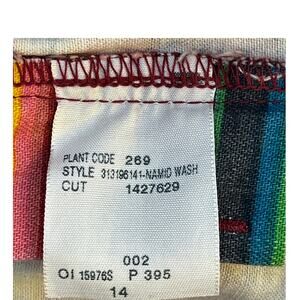 PLANT CODE 269
STYLE 313196141-NAMID WASH
CUT 1427629
002
OI 15976S P 395
14